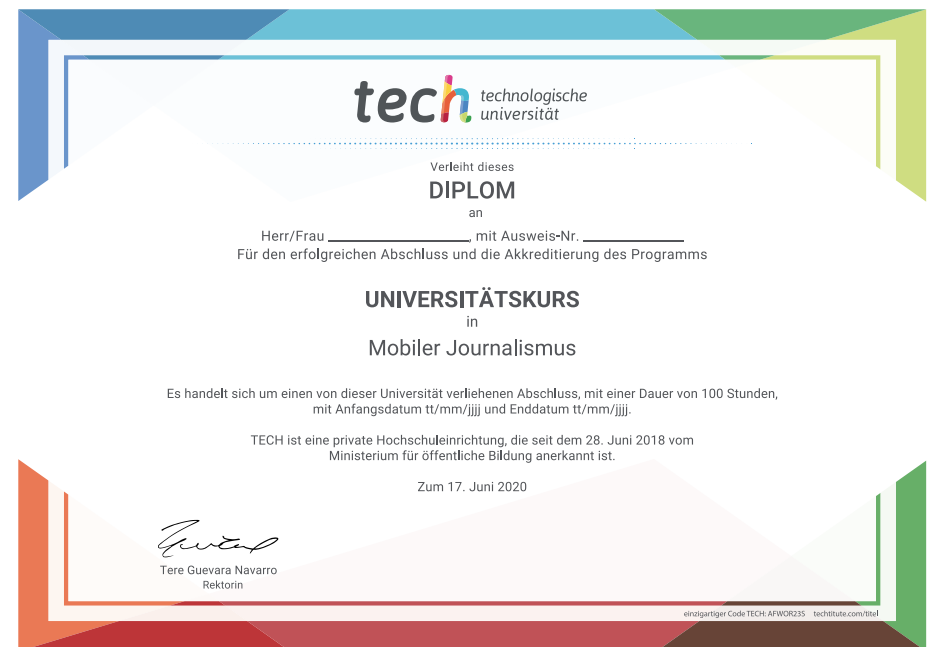 tech technologische
universität
Verleiht dieses
DIPLOM
an
Herr/Frau ____________________, mit Ausweis-Nr. ______________
Für den erfolgreichen Abschluss und die Akkreditierung des Programms
UNIVERSITÄTSKURS
in
Mobiler Journalismus
Es handelt sich um einen von dieser Universität verliehenen Abschluss, mit einer Dauer von 100 Stunden,
mit Anfangsdatum tt/mm/jjjj und Enddatum tt/mm/jjjj.
TECH ist eine private Hochschuleinrichtung, die seit dem 28. Juni 2018 vom
Ministerium für öffentliche Bildung anerkannt ist.
Zum 17. Juni 2020
Tere Guevara Navarro
Rektorin
einzigartiger Code TECH: AFWOR23S techtitute.com/titel